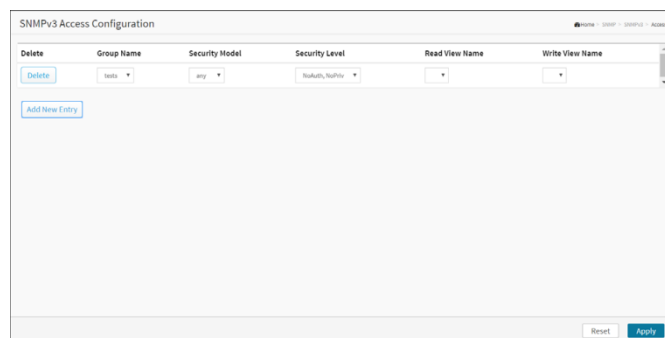 SNMPv3 Access Configuration
Home > SNMP > SNMPv3 > Access
Delete Group Name Security Model Security Level Read View Name Write View Name
Delete tests any NoAuth, NoPriv
Add New Entry
Reset Apply